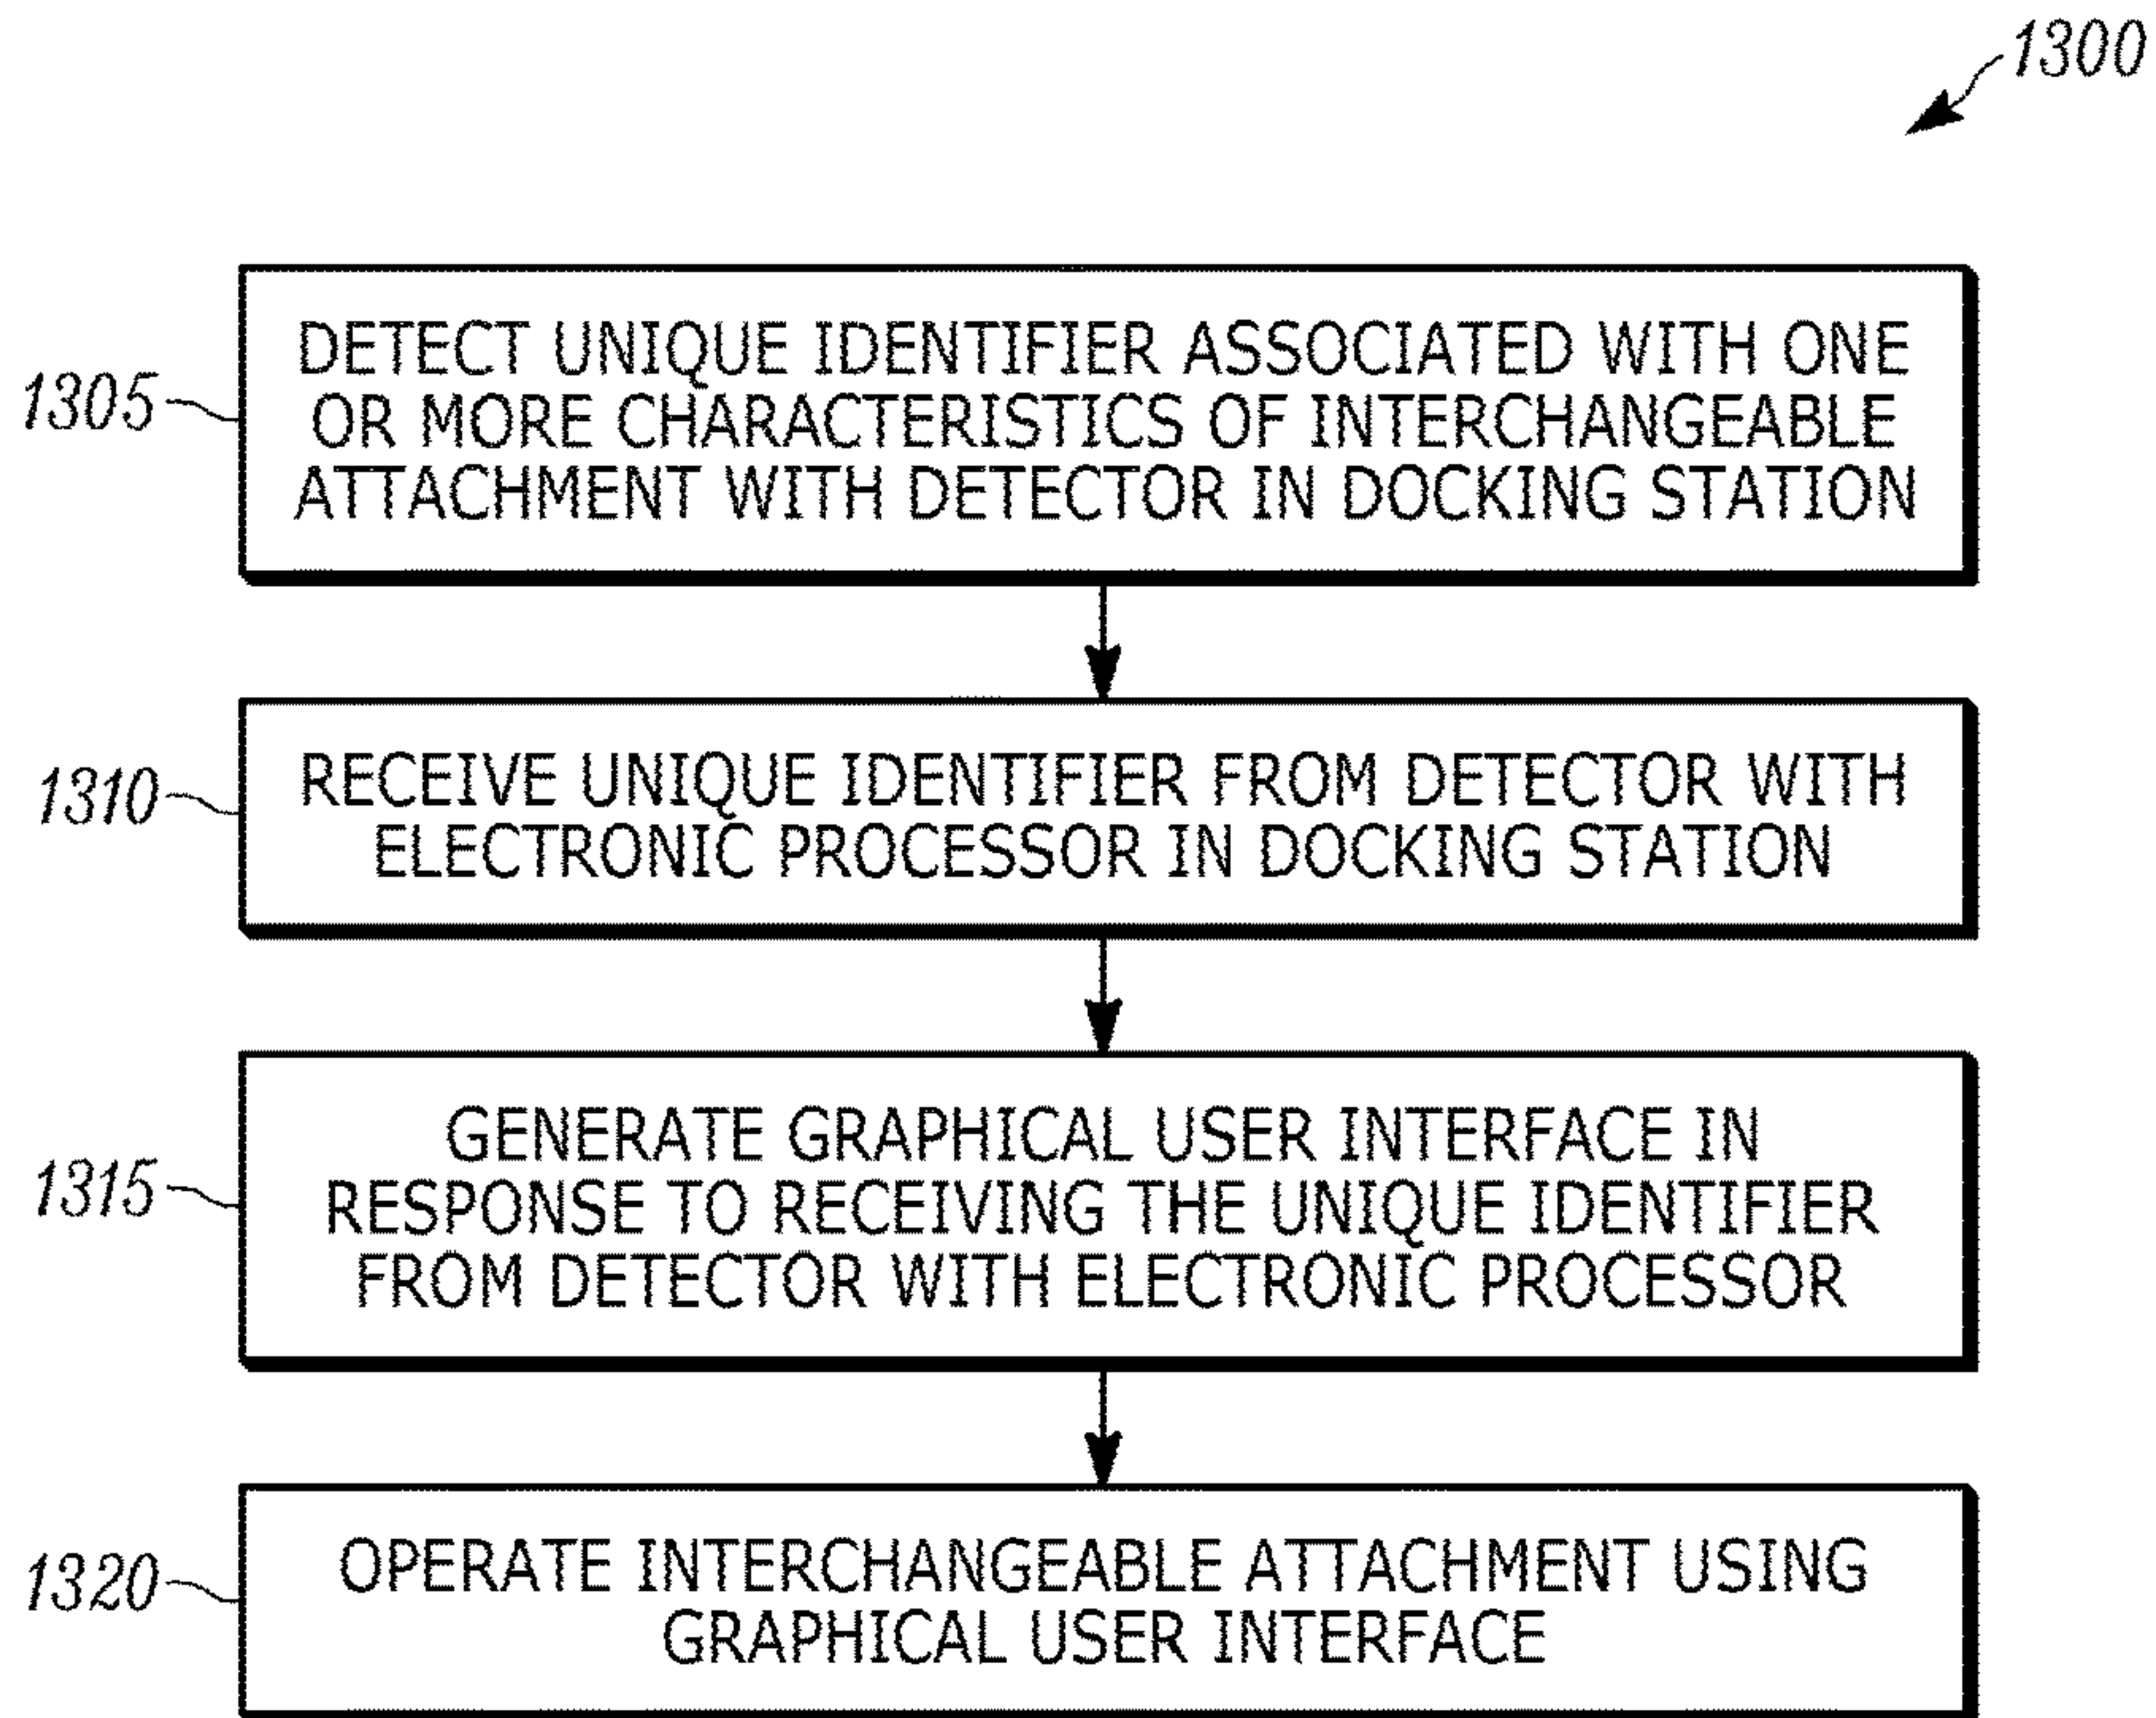 1300
1305
DETECT UNIQUE IDENTIFIER ASSOCIATED WITH ONE
OR MORE CHARACTERISTICS OF INTERCHANGEABLE
ATTACHMENT WITH DETECTOR IN DOCKING STATION
1310
RECEIVE UNIQUE IDENTIFIER FROM DETECTOR WITH
ELECTRONIC PROCESSOR IN DOCKING STATION
1315
GENERATE GRAPHICAL USER INTERFACE IN
RESPONSE TO RECEIVING THE UNIQUE IDENTIFIER
FROM DETECTOR WITH ELECTRONIC PROCESSOR
1320
OPERATE INTERCHANGEABLE ATTACHMENT USING
GRAPHICAL USER INTERFACE